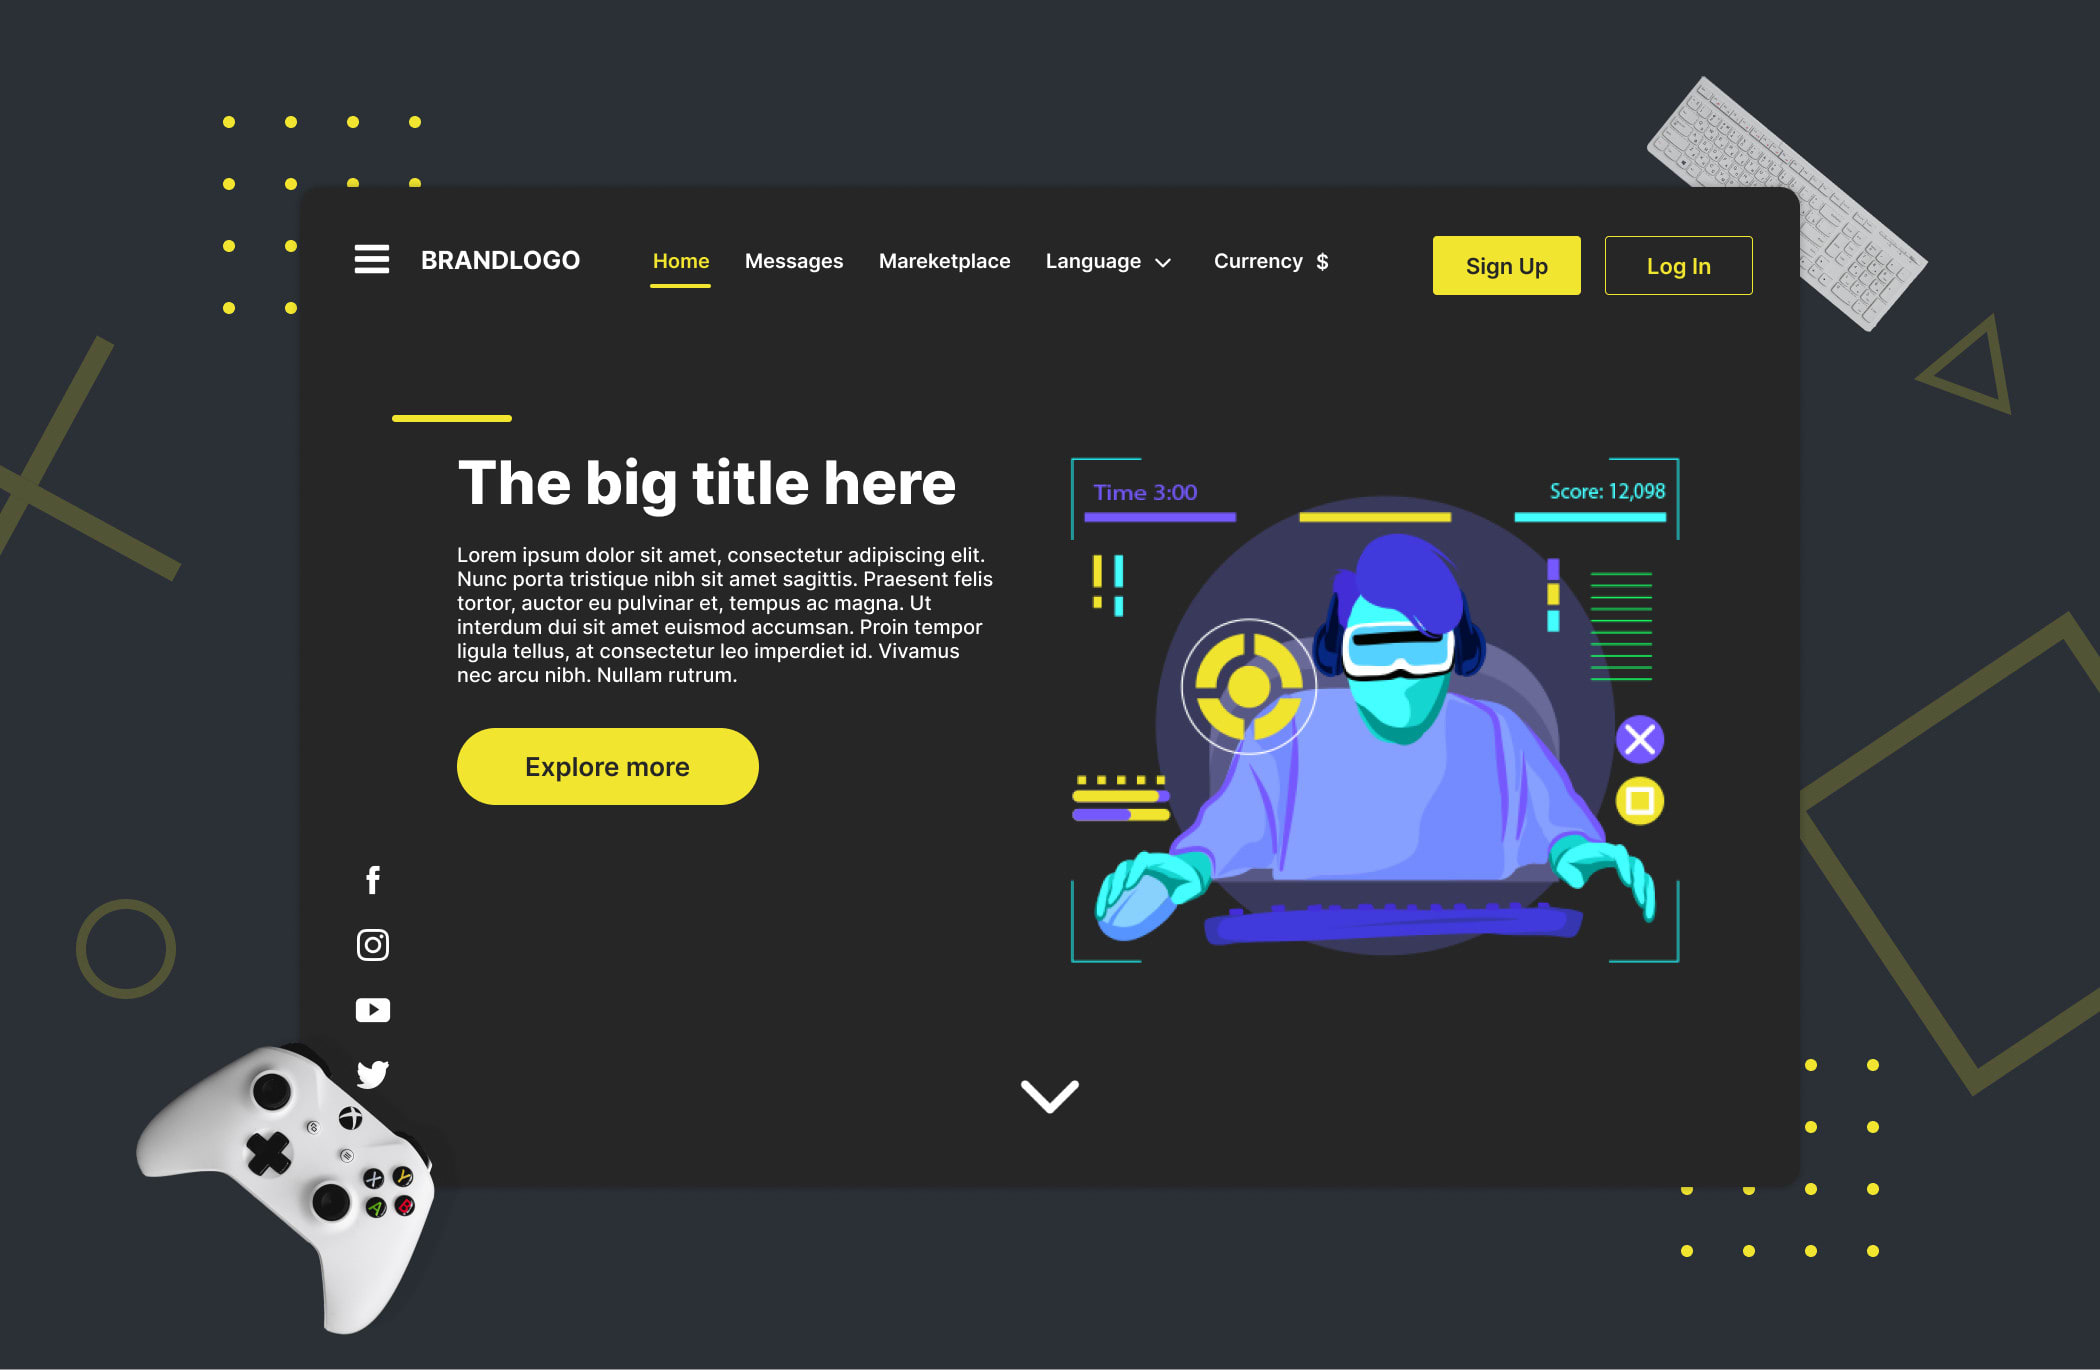 BRANDLOGO
Home
Messages
Mareketplace
Language
Currency $
Sign Up
Log In
The big title here
Lorem ipsum dolor sit amet, consectetur adipiscing elit.
Nunc porta tristique nibh sit amet sagittis. Praesent felis
tortor, auctor eu pulvinar et, tempus ac magna. Ut
interdum dui sit amet euismod accumsan. Proin tempor
ligula tellus, at consectetur leo imperdiet id. Vivamus
nec arcu nibh. Nullam rutrum.
Explore more
Time 3:00
Score: 12,098
X
Y
A
B